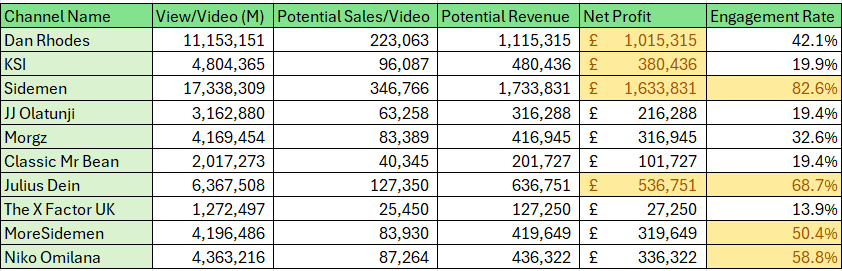 Channel Name View/Video (M) Potential Sales/Video Potential Revenue Net Profit Engagement Rate
Dan Rhodes 11,153,151 223,063 1,115,315 £ 1,015,315 42.1%
KSI 4,804,365 96,087 480,436 £ 380,436 19.9%
Sidemen 17,338,309 346,766 1,733,831 £ 1,633,831 82.6%
JJ Olatunji 3,162,880 63,258 316,288 £ 216,288 19.4%
Morgz 4,169,454 83,389 416,945 £ 316,945 32.6%
Classic Mr Bean 2,017,273 40,345 201,727 £ 101,727 19.4%
Julius Dein 6,367,508 127,350 636,751 £ 536,751 68.7%
The X Factor UK 1,272,497 25,450 127,250 £ 27,250 13.9%
MoreSidemen 4,196,486 83,930 419,649 £ 319,649 50.4%
Niko Omilana 4,363,216 87,264 436,322 £ 336,322 58.8%